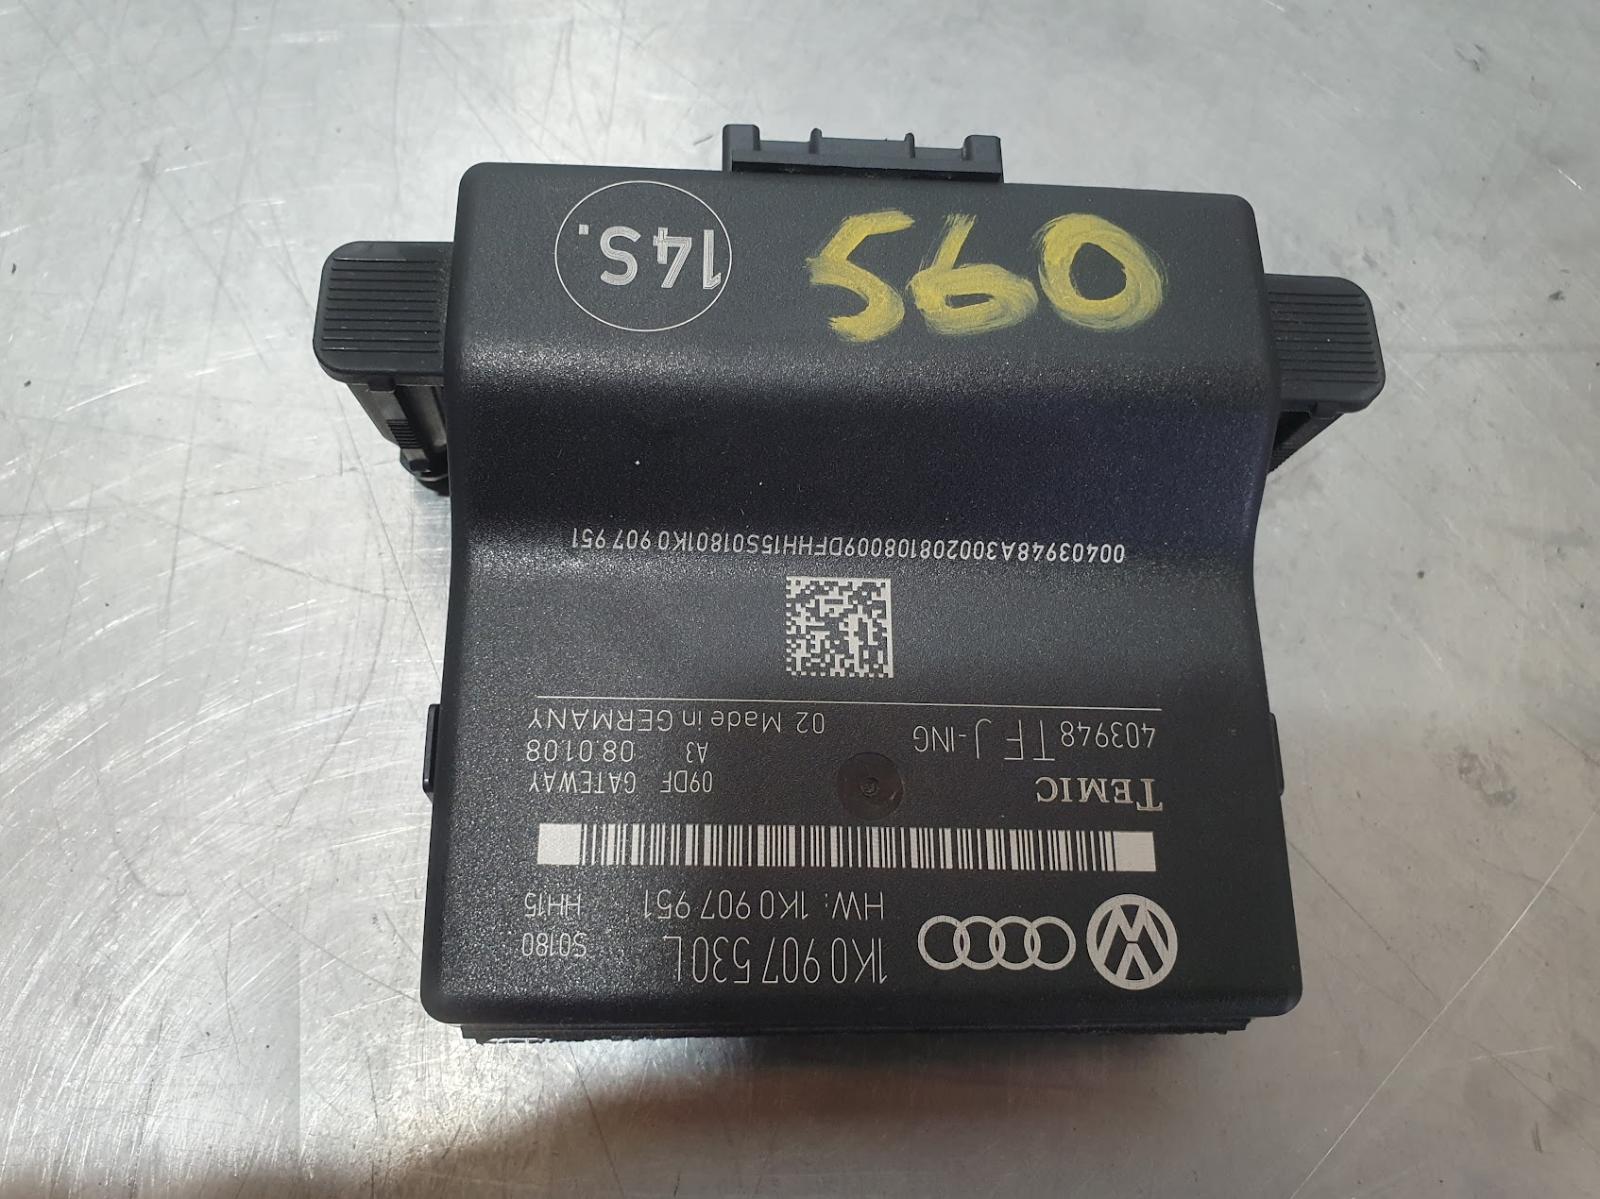 1K0 907 530 L
S0180
HW: 1K0 907 951
HH15
TEMIC
09DF GATEWAY
A3 08.01.08
403948 TF J-ING
02 Made in GERMANY
00403948A30002081080009DFHH15S01801K0 907 951
14S.
560